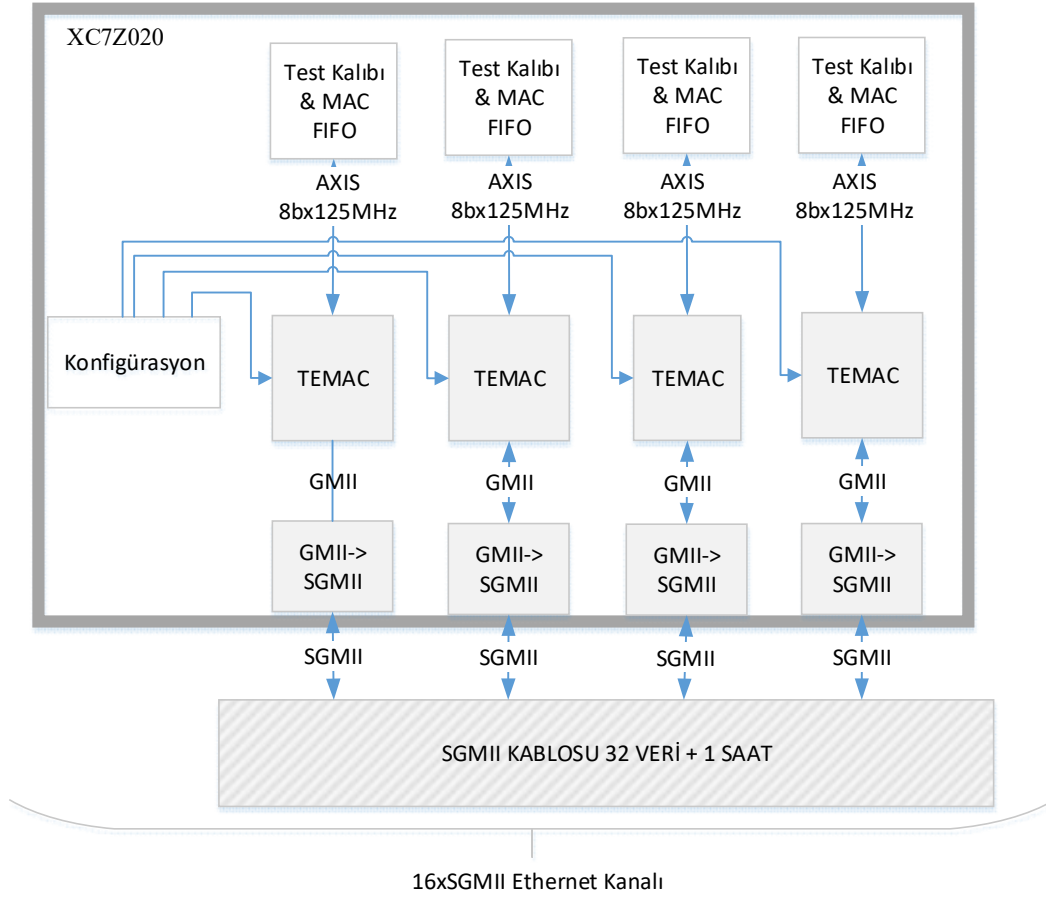 XC7Z020
Test Kalıbı
& MAC
FIFO
Test Kalıbı
& MAC
FIFO
Test Kalıbı
& MAC
FIFO
Test Kalıbı
& MAC
FIFO
AXIS
8bx125MHz
AXIS
8bx125MHz
AXIS
8bx125MHz
AXIS
8bx125MHz
Konfigürasyon
TEMAC
TEMAC
TEMAC
TEMAC
GMII
GMII
GMII
GMII
GMII->
SGMII
GMII->
SGMII
GMII->
SGMII
GMII->
SGMII
SGMII
SGMII
SGMII
SGMII
SGMII KABLOSU 32 VERİ + 1 SAAT
16xSGMII Ethernet Kanalı